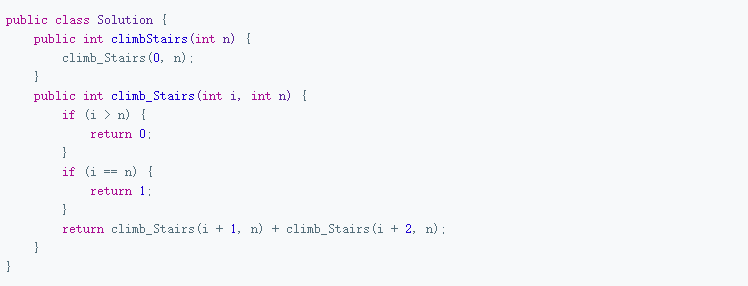 public class Solution {
    public int climbStairs(int n) {
        climb_Stairs(0, n);
    }
    public int climb_Stairs(int i, int n) {
        if (i > n) {
            return 0;
        }
        if (i == n) {
            return 1;
        }
        return climb_Stairs(i + 1, n) + climb_Stairs(i + 2, n);
    }
}